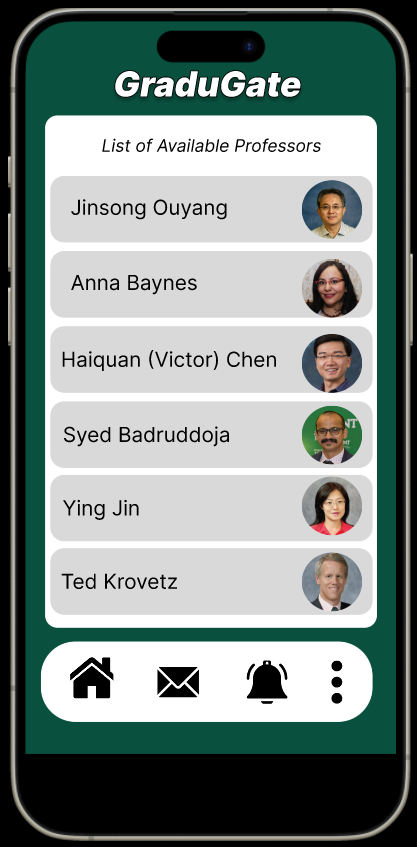 GraduGate
List of Available Professors
Jinsong Ouyang
Anna Baynes
Haiquan (Victor) Chen
Syed Badruddoja
Ying Jin
Ted Krovetz